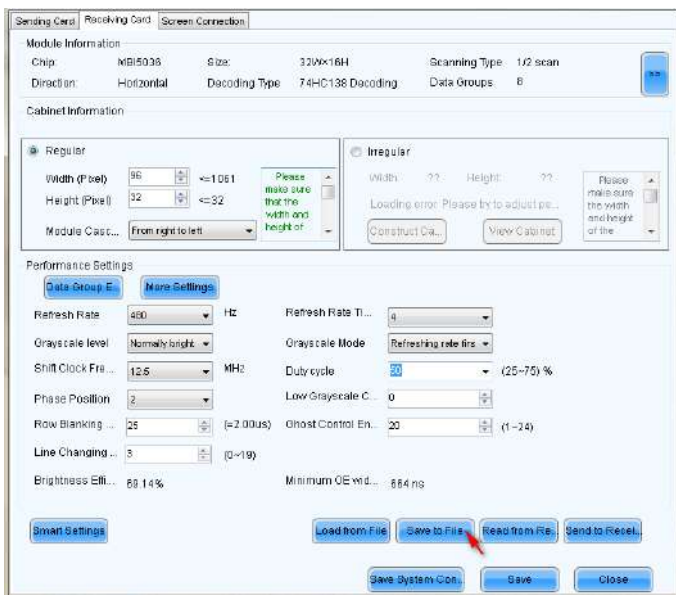 Sending Card Receiving Card Screen Connection
Module Information
Chip: MBI5036 Size: 32W×16H Scanning Type 1/2 scan
Direction: Horizontal Decoding Type 74HC138 Decoding Data Groups 8
>>
Cabinet Information
Regular
Width (Pixel) 96 <=1061
Height (Pixel) 32 <=32
Module Casc... From right to left
Please make sure that the width and height of
Irregular
Width: ?? Height: ??
Loading error. Please try to adjust pe...
Construct Ca... View Cabinet
Please make sure the width and height of the
Performance Settings
Data Group E... More Settings
Refresh Rate 480 Hz Refresh Rate Ti... 4
Grayscale level Normally bright Grayscale Mode Refreshing rate firs
Shift Clock Fre... 12.5 MHz Duty cycle 50 (25~75) %
Phase Position 2 Low Grayscale C... 0
Row Blanking ... 25 (=2.00us) Ghost Control En... 20 (1~24)
Line Changing ... 3 (0~19)
Brightness Effi... 69.14% Minimum OE wid... 664 ns
Smart Settings Load from File Save to File Read from Re... Send to Recei...
Save System Con... Save Close